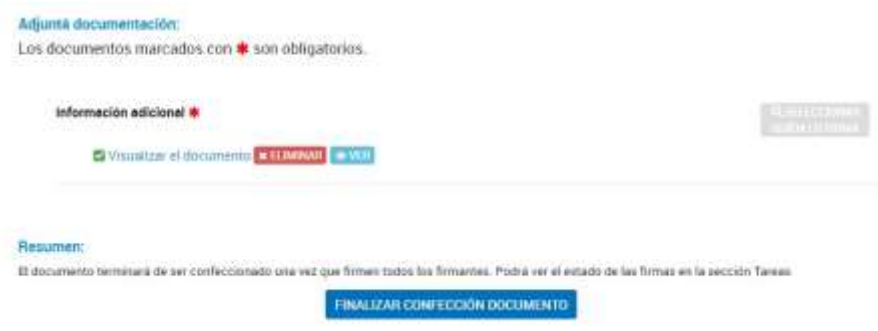 Adjuntá documentación:
Los documentos marcados con * son obligatorios.
Información adicional *
Visualizar el documento ELIMINAR VER
Resumen:
El documento terminará de ser confeccionado una vez que firmen todos los firmantes. Podrá ver el estado de las firmas en la sección Tareas
FINALIZAR CONFECCIÓN DOCUMENTO